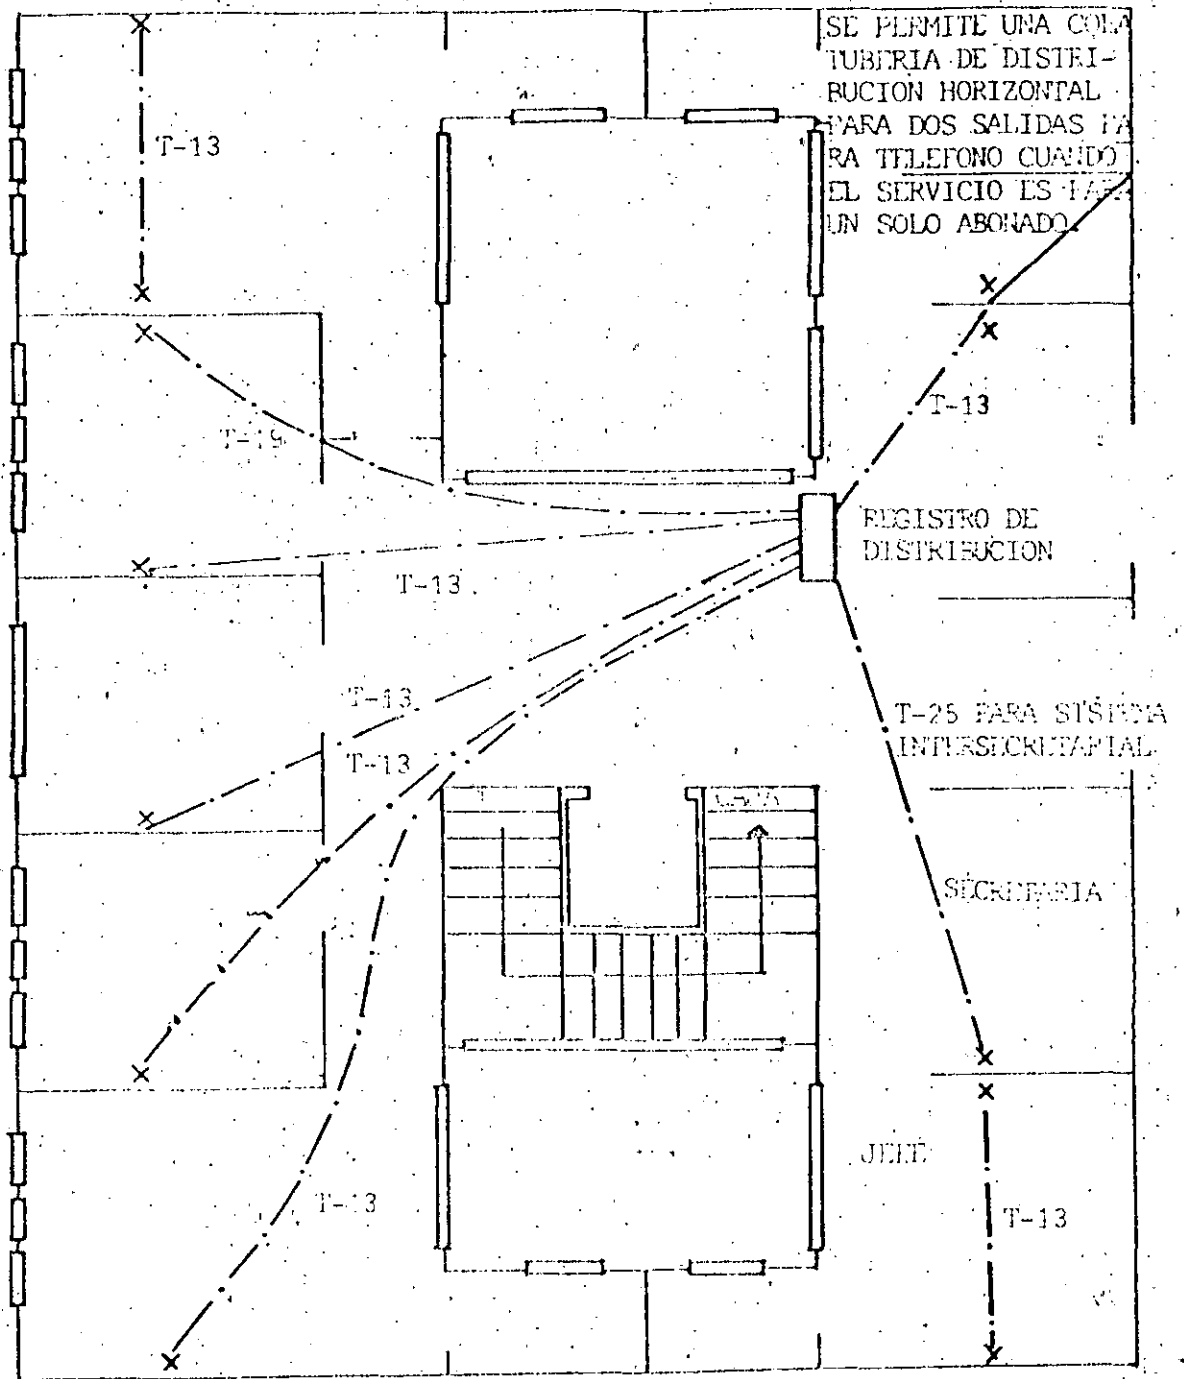 SE PERMITE UNA
TUBERIA DE DISTRI-
BUCION HORIZONTAL
PARA DOS SALIDAS PA
RA TELEFONO CUANDO
EL SERVICIO ES PARA
UN SOLO ABONADO.
T-13
T-19
T-13
REGISTRO DE
DISTRIBUCION
T-13
T-13
T-25 PARA SISTEMA
INTERSECRETARIAL
T-13
SECRETARIA
JEFE
T-13
T-13